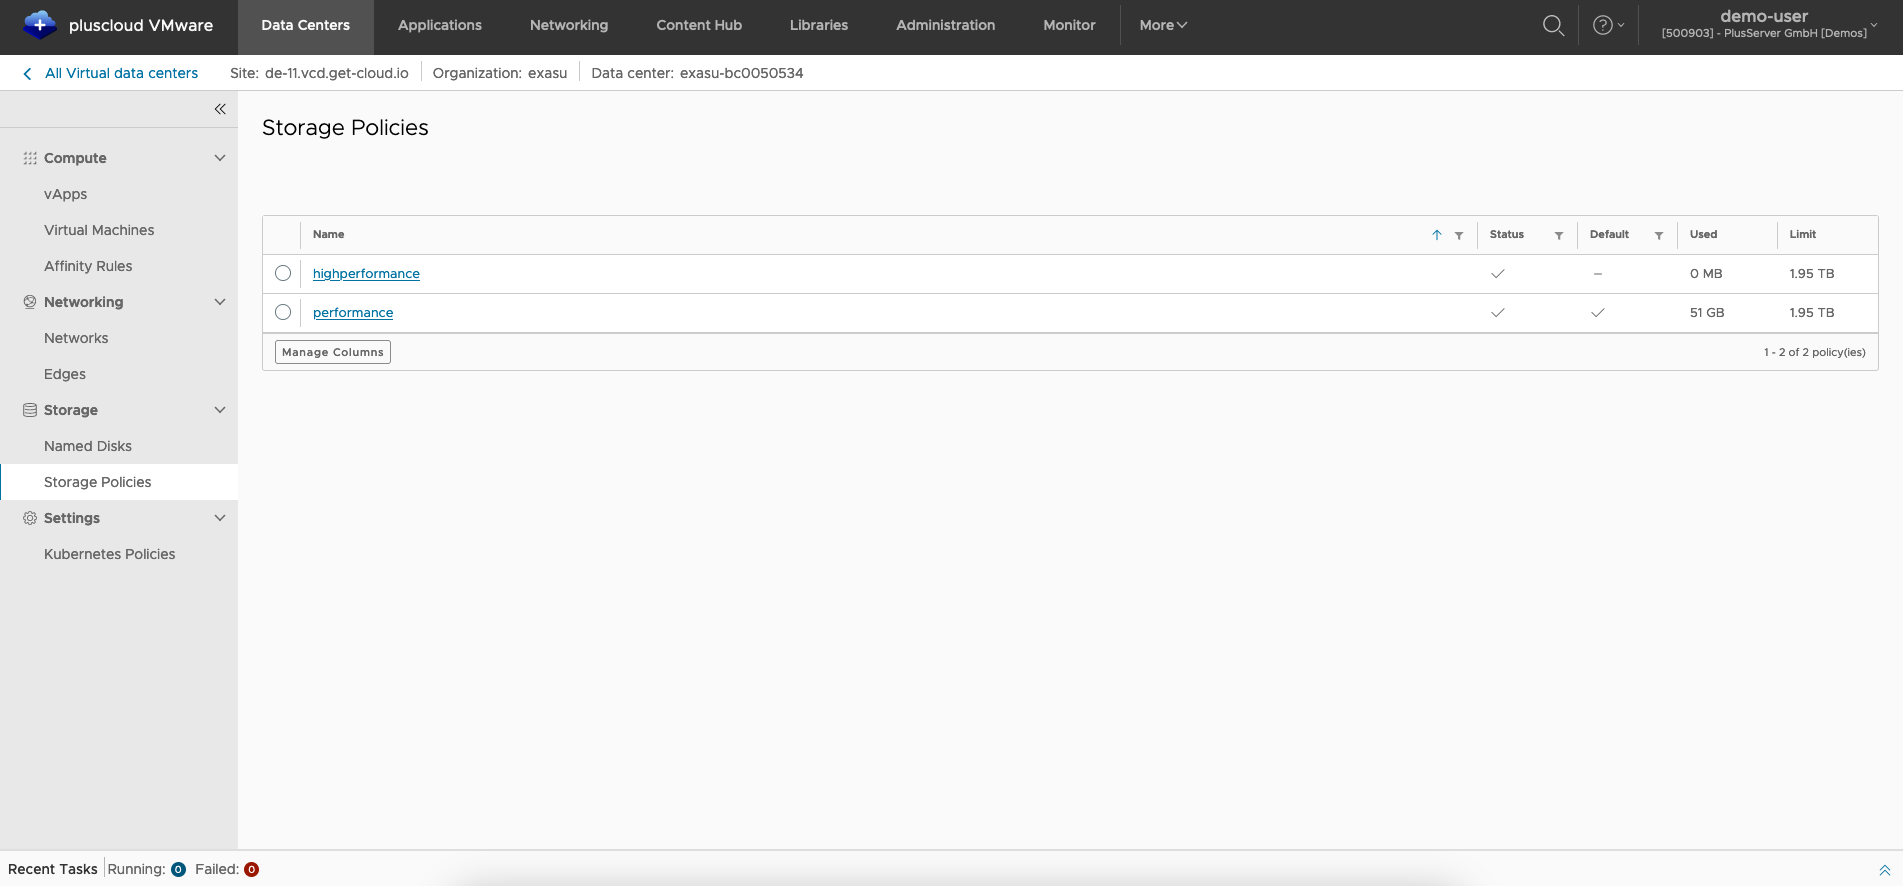 pluscloud VMware
Data Centers
Applications
Networking
Content Hub
Libraries
Administration
Monitor
More
demo-user
[500903] - PlusServer GmbH [Demos]
All Virtual data centers
Site: de-11.vcd.get-cloud.io
Organization: exasu
Data center: exasu-bc0050534
Compute
vApps
Virtual Machines
Affinity Rules
Networking
Networks
Edges
Storage
Named Disks
Storage Policies
Settings
Kubernetes Policies
Storage Policies
Name Status Default Used Limit
highperformance – 0 MB 1.95 TB
performance 51 GB 1.95 TB
Manage Columns
1 - 2 of 2 policy(ies)
Recent Tasks Running: 0 Failed: 0